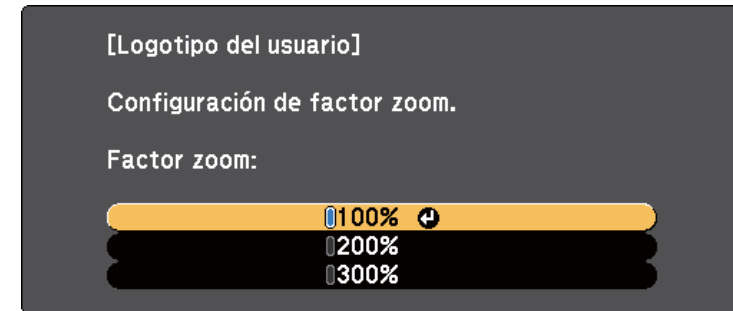 [Logotipo del usuario]
Configuración de factor zoom.
Factor zoom:
100%
200%
300%